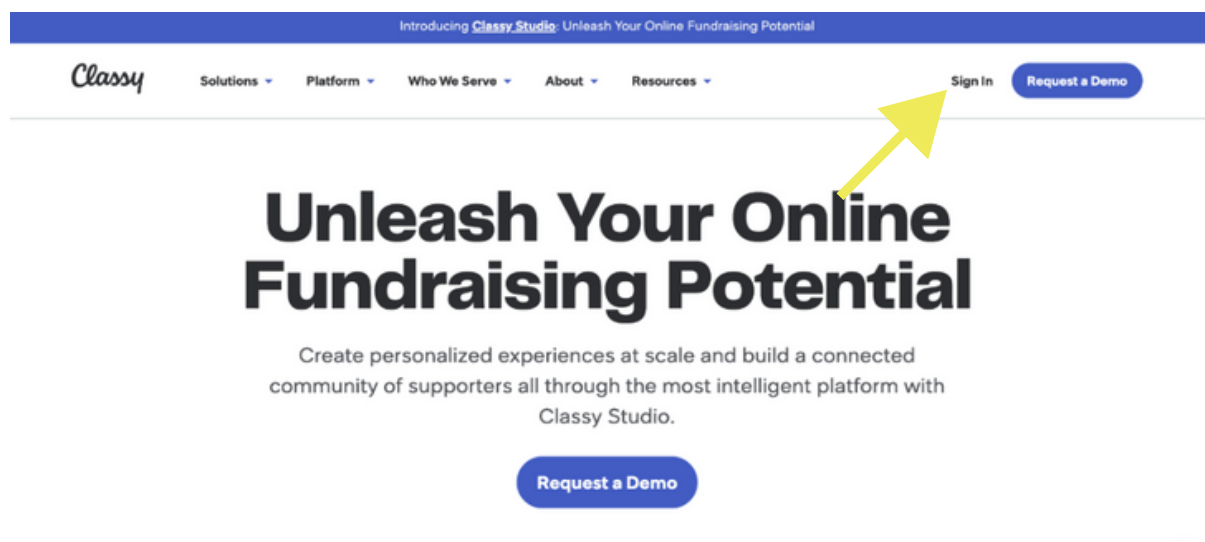 Introducing Classy Studio: Unleash Your Online Fundraising Potential
Classy Solutions Platform Who We Serve About Resources Sign In Request a Demo
Unleash Your Online
Fundraising Potential
Create personalized experiences at scale and build a connected
community of supporters all through the most intelligent platform with
Classy Studio.
Request a Demo